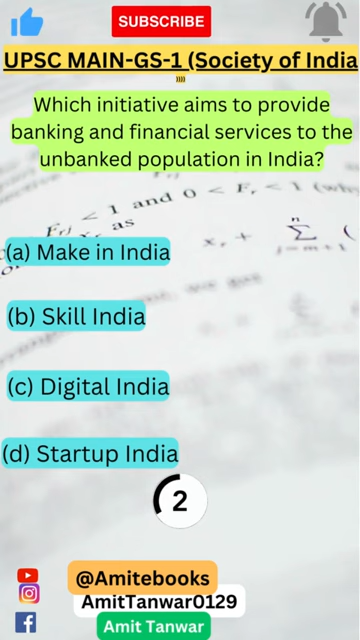 SUBSCRIBE
UPSC MAIN-GS-1 (Society of India
))))
Which initiative aims to provide
banking and financial services to the
unbanked population in India?
(a) Make in India
(b) Skill India
(c) Digital India
(d) Startup India
2
@Amitebooks
AmitTanwar0129
Amit Tanwar